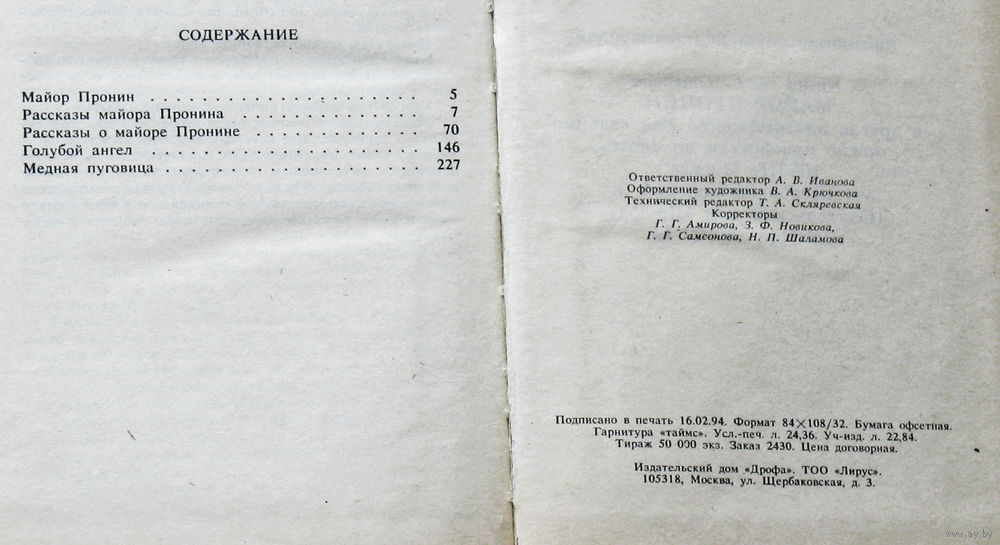 СОДЕРЖАНИЕ
Майор Пронин . . . . . . . . . . . . . . . . . . . . . 5
Рассказы майора Пронина . . . . . . . . . . . . . . 7
Рассказы о майоре Пронине . . . . . . . . . . . . . 70
Голубой ангел . . . . . . . . . . . . . . . . . . . . . 146
Медная пуговица . . . . . . . . . . . . . . . . . . . . 227
Ответственный редактор А. В. Иванова
Оформление художника В. А. Крючкова
Технический редактор Т. А. Скляревская
Корректоры
Г. Г. Амирова, З. Ф. Новикова,
Г. Г. Самсонова, Н. П. Шаламова
Подписано в печать 16.02.94. Формат 84×108/32. Бумага офсетная.
Гарнитура «таймс». Усл.-печ. л. 24,36. Уч-изд. л. 22,84.
Тираж 50 000 экз. Заказ 2430. Цена договорная.
Издательский дом «Дрофа». ТОО «Лирус».
105318, Москва, ул. Щербаковская, д. 3.
www.ay.by